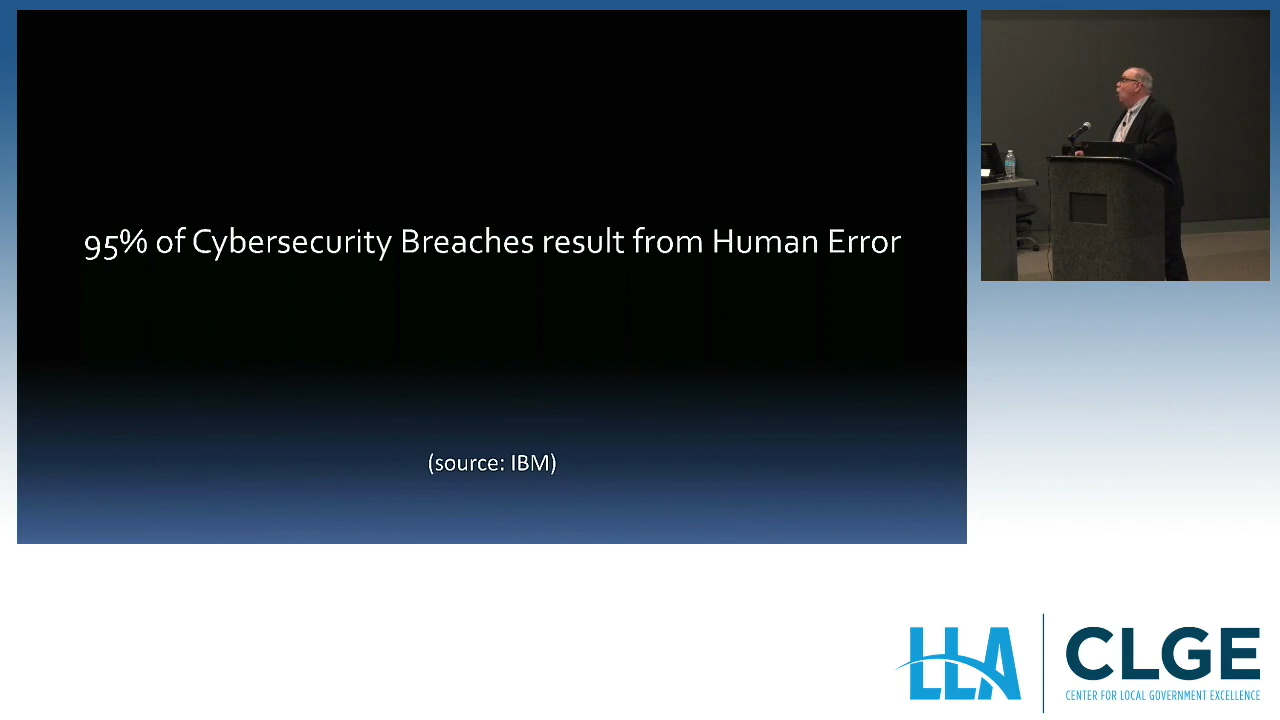 95% of Cybersecurity Breaches result from Human Error
(source: IBM)
LLA
CLGE
CENTER FOR LOCAL GOVERNMENT EXCELLENCE